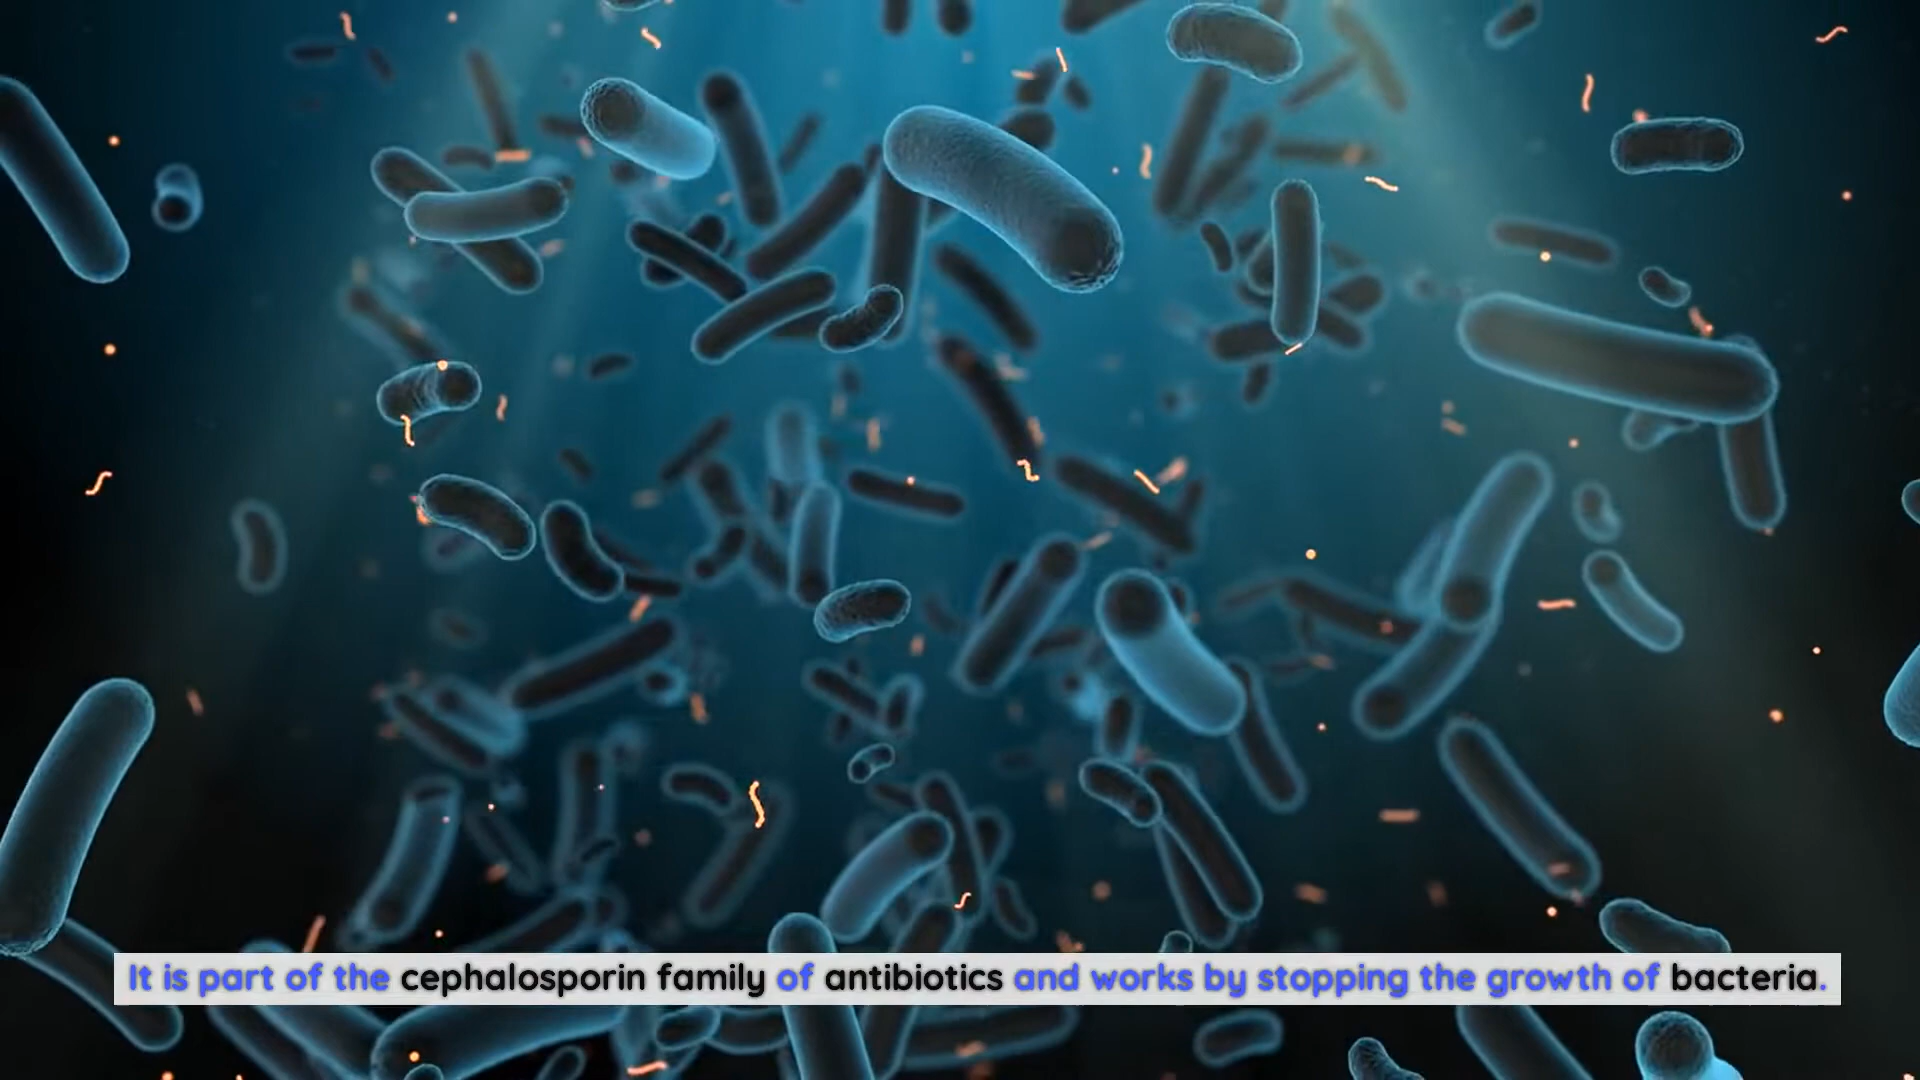 It is part of the cephalosporin family of antibiotics and works by stopping the growth of bacteria.